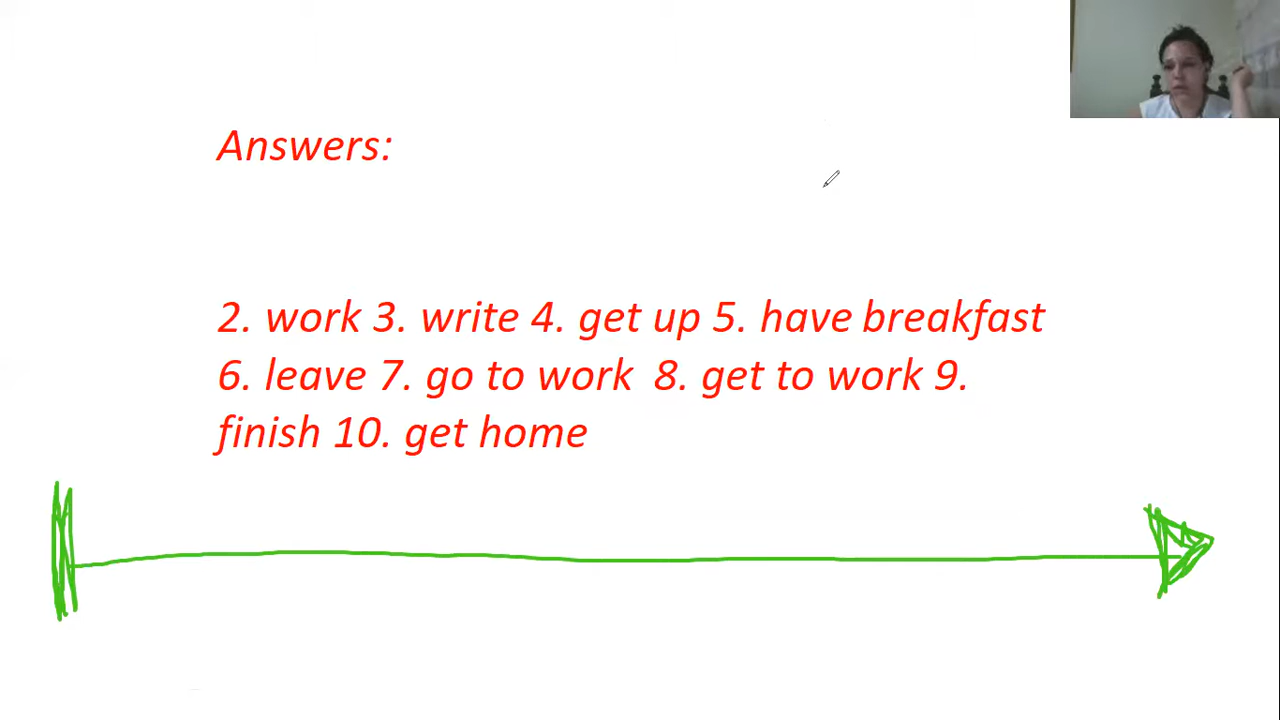 Answers:
2. work 3. write 4. get up 5. have breakfast
6. leave 7. go to work 8. get to work 9.
finish 10. get home